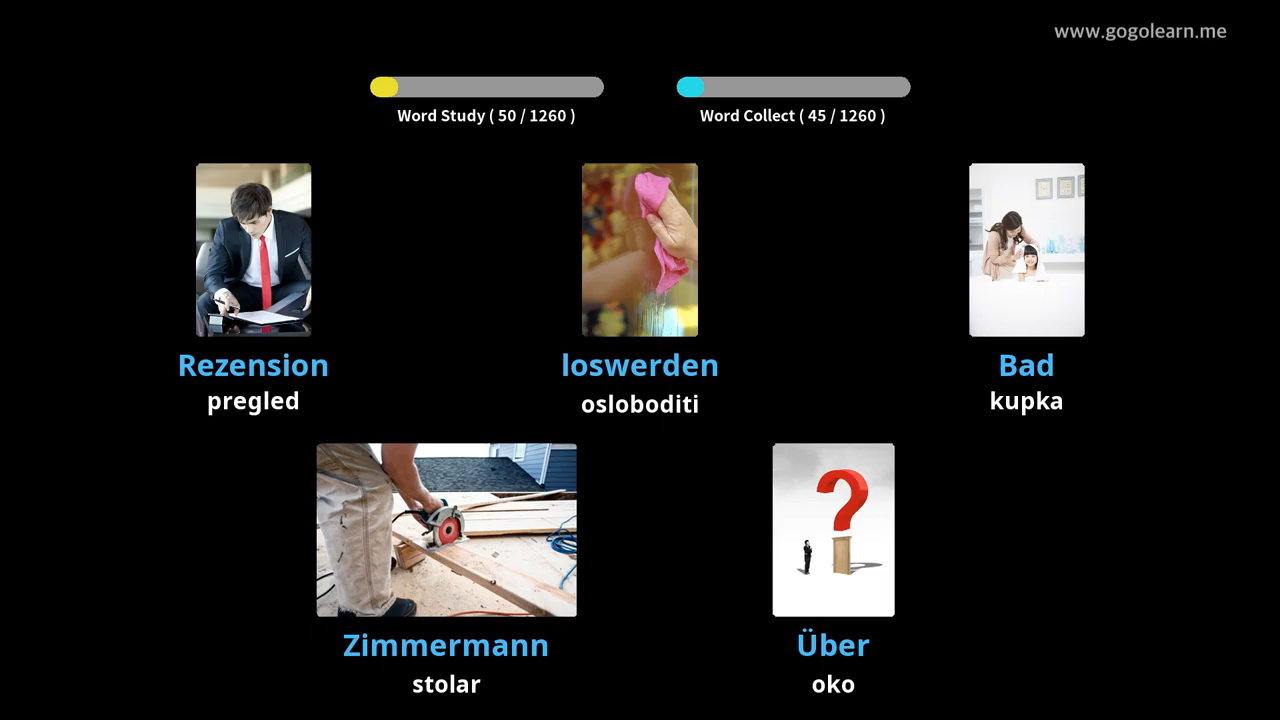 www.gogolearn.me
Word Study ( 50 / 1260 )
Word Collect ( 45 / 1260 )
Rezension
pregled
loswerden
osloboditi
Bad
kupka
Zimmermann
stolar
Über
oko